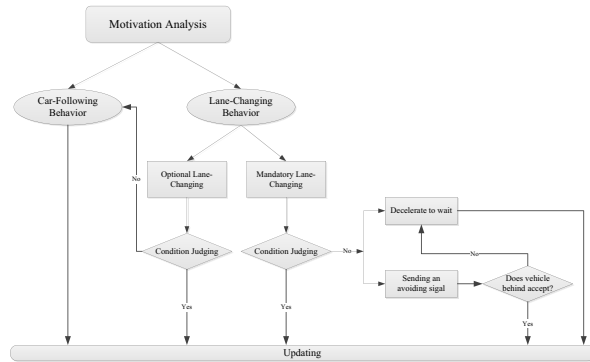 Motivation Analysis
Car-Following
Behavior
Lane-Changing
Behavior
No
Optional Lane-
Changing
Mandatory Lane-
Changing
Decelerate to wait
Condition Judging
Condition Judging
No
No
Sending an
avoiding sigal
Does vehicle
behind accept?
Yes
Yes
Yes
Updating